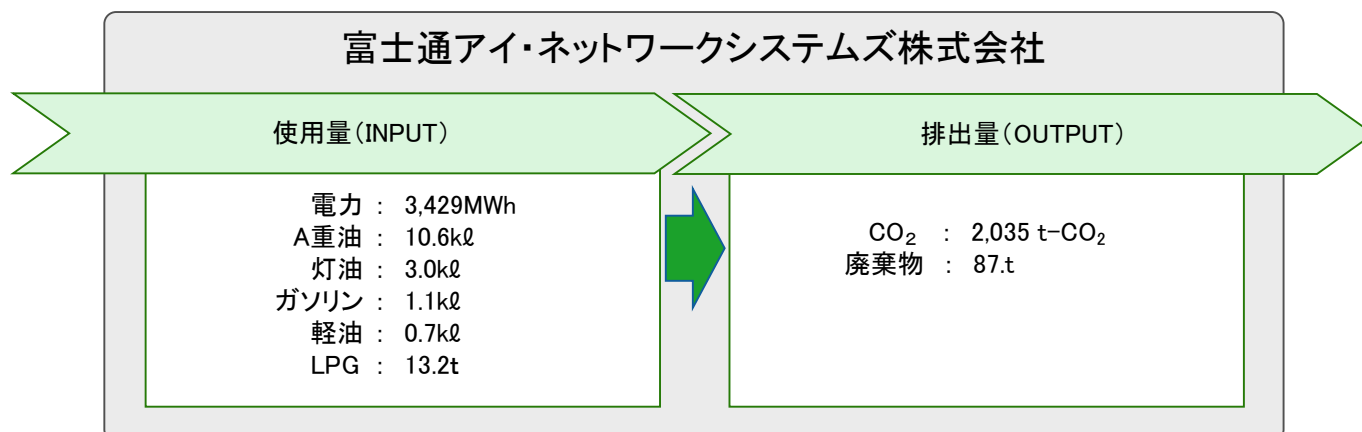 富士通アイ・ネットワークシステムズ株式会社
使用量（INPUT）
排出量（OUTPUT）
電力 ： 3,429MWh
A重油 ： 10.6kℓ
灯油 ： 3.0kℓ
ガソリン ： 1.1kℓ
軽油 ： 0.7kℓ
LPG ： 13.2t
CO₂ ： 2,035 t-CO₂
廃棄物 ： 87.t